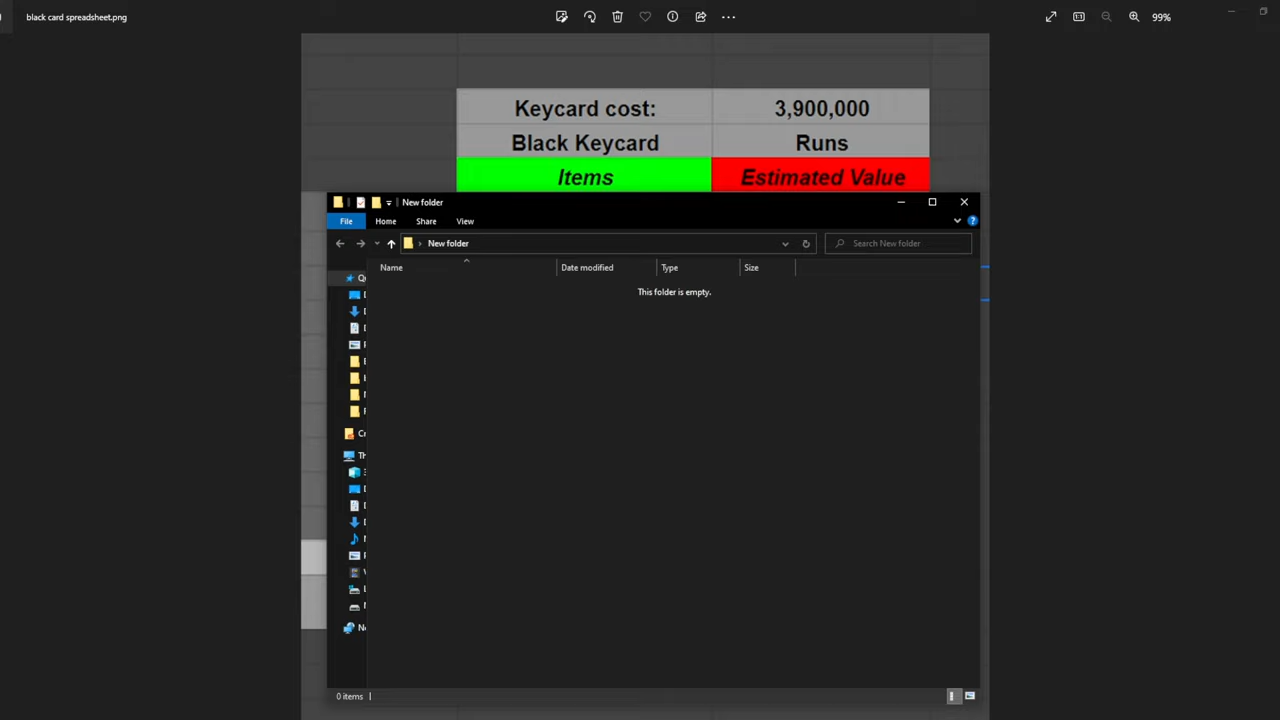 black card spreadsheet.png
99%
Keycard cost: 3,900,000
Black Keycard Runs
Items Estimated Value
New folder
File Home Share View
New folder Search New folder
Name Date modified Type Size
This folder is empty.
0 items